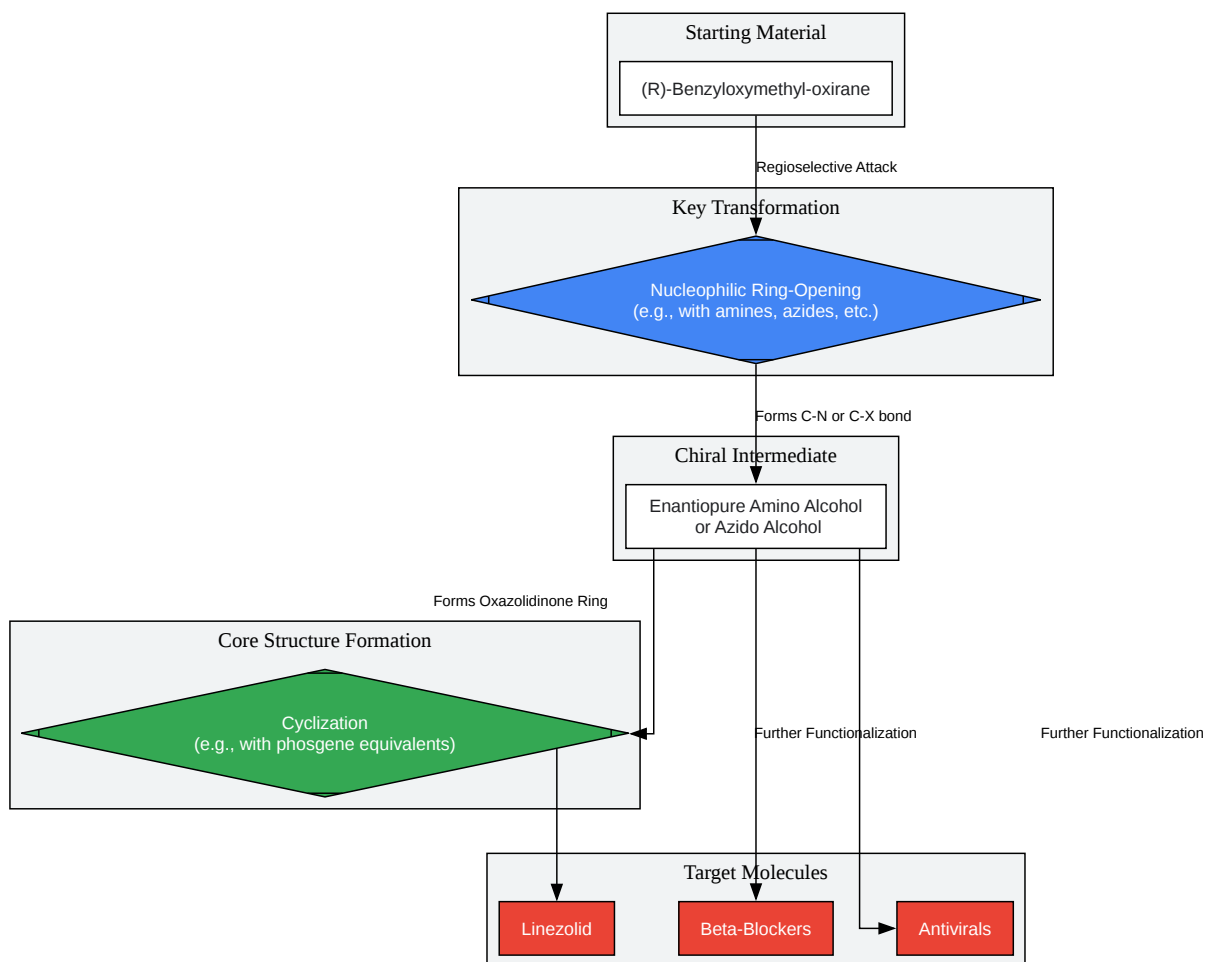 Starting Material
(R)-Benzyloxymethyl-oxirane
Regioselective Attack
Key Transformation
Nucleophilic Ring-Opening
(e.g., with amines, azides, etc.)
Forms C-N or C-X bond
Chiral Intermediate
Enantiopure Amino Alcohol
or Azido Alcohol
Forms Oxazolidinone Ring
Core Structure Formation
Cyclization
(e.g., with phosgene equivalents)
Further Functionalization
Further Functionalization
Target Molecules
Linezolid
Beta-Blockers
Antivirals